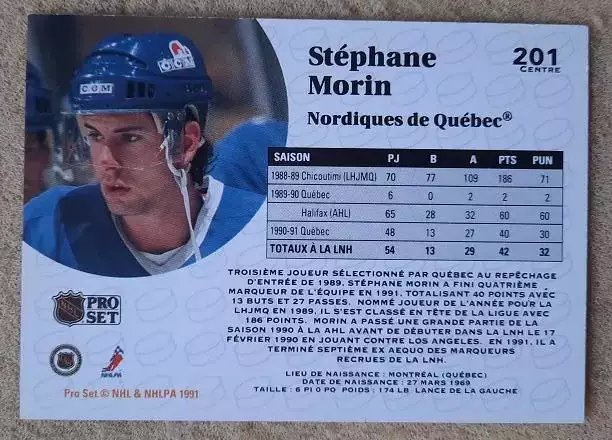 CCM
CCM
Stéphane
Morin
201
CENTRE
Nordiques de Québec®
SAISON PJ B A PTS PUN
1988-89 Chicoutimi (LHJMQ) 70 77 109 186 71
1989-90 Québec 6 0 2 2 2
Halifax (AHL) 65 28 32 60 60
1990-91 Québec 48 13 27 40 30
TOTAUX À LA LNH 54 13 29 42 32
TROISIÈME JOUEUR SÉLECTIONNÉ PAR QUÉBEC AU REPÊCHAGE
D'ENTRÉE DE 1989, STÉPHANE MORIN A FINI QUATRIÈME
MARQUEUR DE L'ÉQUIPE EN 1991, TOTALISANT 40 POINTS AVEC
13 BUTS ET 27 PASSES. NOMMÉ JOUEUR DE L'ANNÉE POUR LA
LHJMQ EN 1989, IL S'EST CLASSÉ EN TÊTE DE LA LIGUE AVEC
186 POINTS. MORIN A PASSÉ UNE GRANDE PARTIE DE LA
SAISON 1990 À LA AHL AVANT DE DÉBUTER DANS LA LNH LE 17
FÉVRIER 1990 EN JOUANT CONTRE LOS ANGELES. EN 1991, IL A
TERMINÉ SEPTIÈME EX AEQUO DES MARQUEURS
RECRUES DE LA LNH.
LIEU DE NAISSANCE : MONTRÉAL (QUÉBEC)
DATE DE NAISSANCE : 27 MARS 1969
TAILLE : 6 PI 0 PO POIDS : 174 LB LANCE DE LA GAUCHE
NHL
PRO
SET
NHLPA
Pro Set © NHL & NHLPA 1991